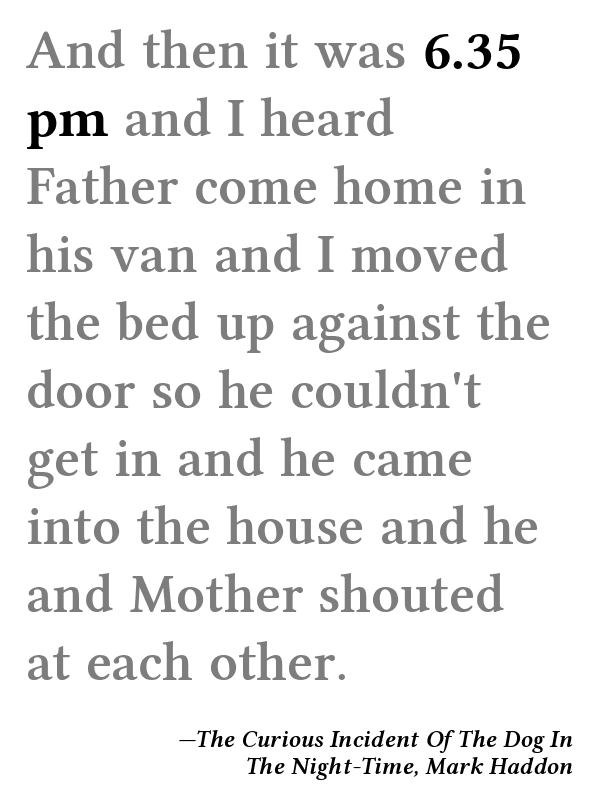 And then it was 6.35
pm and I heard
Father come home in
his van and I moved
the bed up against the
door so he couldn't
get in and he came
into the house and he
and Mother shouted
at each other.
—The Curious Incident Of The Dog In
The Night-Time, Mark Haddon